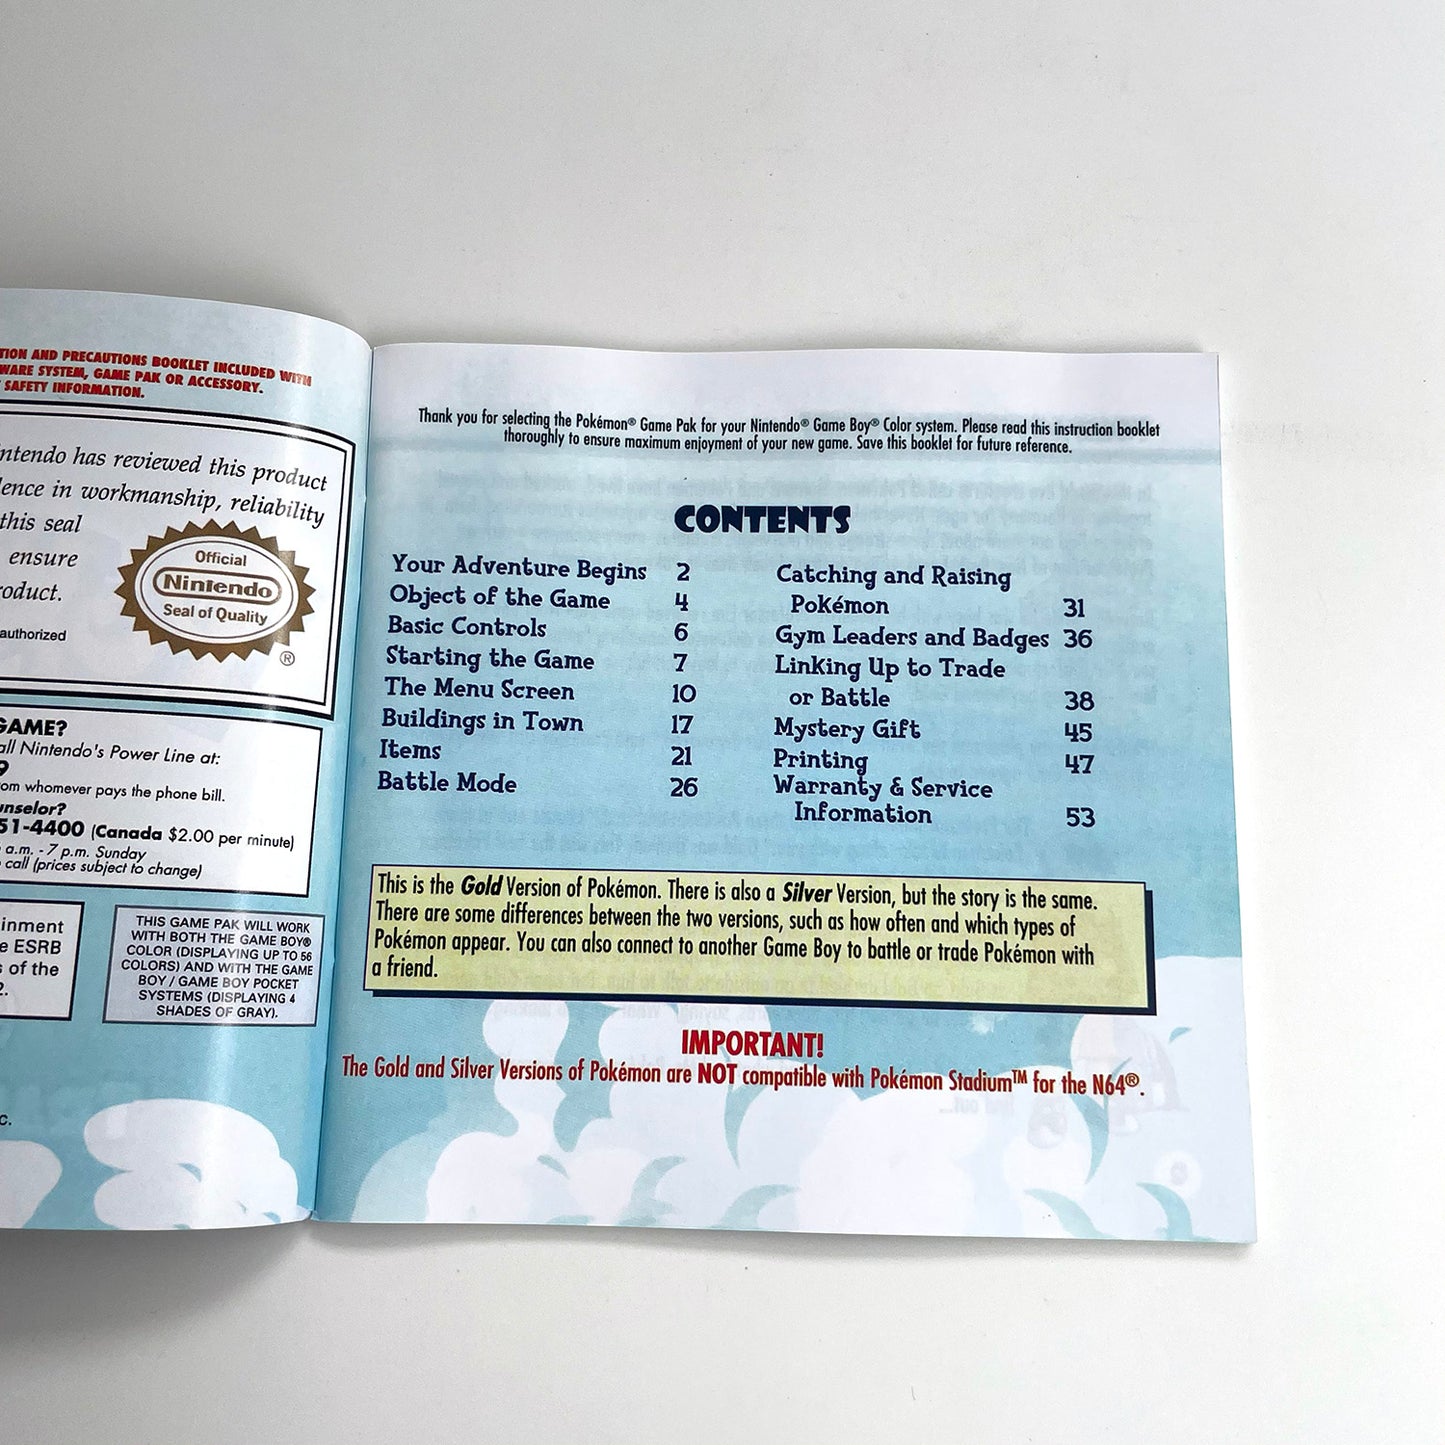 TION AND PRECAUTIONS BOOKLET INCLUDED WITH
WARE SYSTEM, GAME PAK OR ACCESSORY.
SAFETY INFORMATION.
ntendo has reviewed this product
lence in workmanship, reliability
this seal
ensure
oduct.
authorized
Official
Nintendo
Seal of Quality
®
GAME?
all Nintendo's Power Line at:
9
om whomever pays the phone bill.
unselor?
51-4400 (Canada $2.00 per minute)
a.m. - 7 p.m. Sunday
call (prices subject to change)
inment
e ESRB
s of the
2.
THIS GAME PAK WILL WORK
WITH BOTH THE GAME BOY®
COLOR (DISPLAYING UP TO 56
COLORS) AND WITH THE GAME
BOY / GAME BOY POCKET
SYSTEMS (DISPLAYING 4
SHADES OF GRAY).
c.
Thank you for selecting the Pokémon® Game Pak for your Nintendo® Game Boy® Color system. Please read this instruction booklet
thoroughly to ensure maximum enjoyment of your new game. Save this booklet for future reference.
CONTENTS
Your Adventure Begins 2
Object of the Game 4
Basic Controls 6
Starting the Game 7
The Menu Screen 10
Buildings in Town 17
Items 21
Battle Mode 26
Catching and Raising
Pokémon 31
Gym Leaders and Badges 36
Linking Up to Trade
or Battle 38
Mystery Gift 45
Printing 47
Warranty & Service
Information 53
This is the Gold Version of Pokémon. There is also a Silver Version, but the story is the same.
There are some differences between the two versions, such as how often and which types of
Pokémon appear. You can also connect to another Game Boy to battle or trade Pokémon with
a friend.
IMPORTANT!
The Gold and Silver Versions of Pokémon are NOT compatible with Pokémon Stadium™ for the N64®.